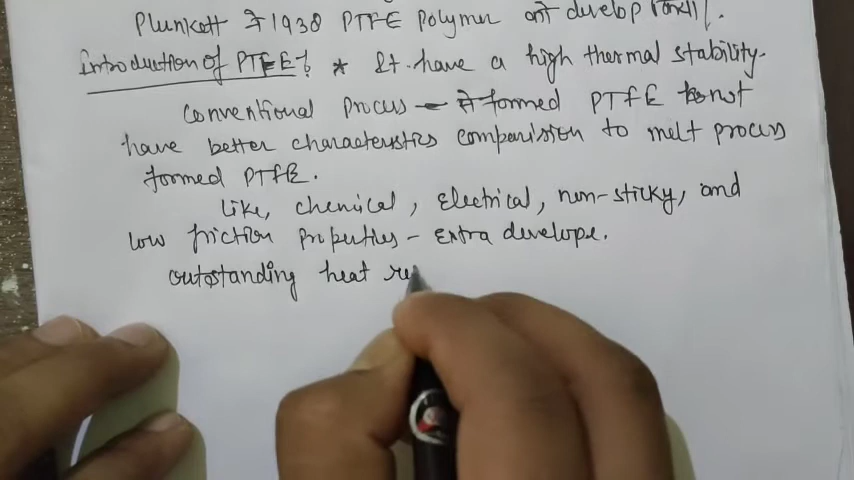 Plunkett ने 1938 PTFE Polymer को develop
Introduction of PTFE: * It have a high thermal stability.
Conventional Process – से formed PTFE is not
have better characteristics comparision to melt process
formed PTFE.
Like, chemical, Electrical, non-sticky, and
low friction Properties – Extra develope.
outstanding heat re